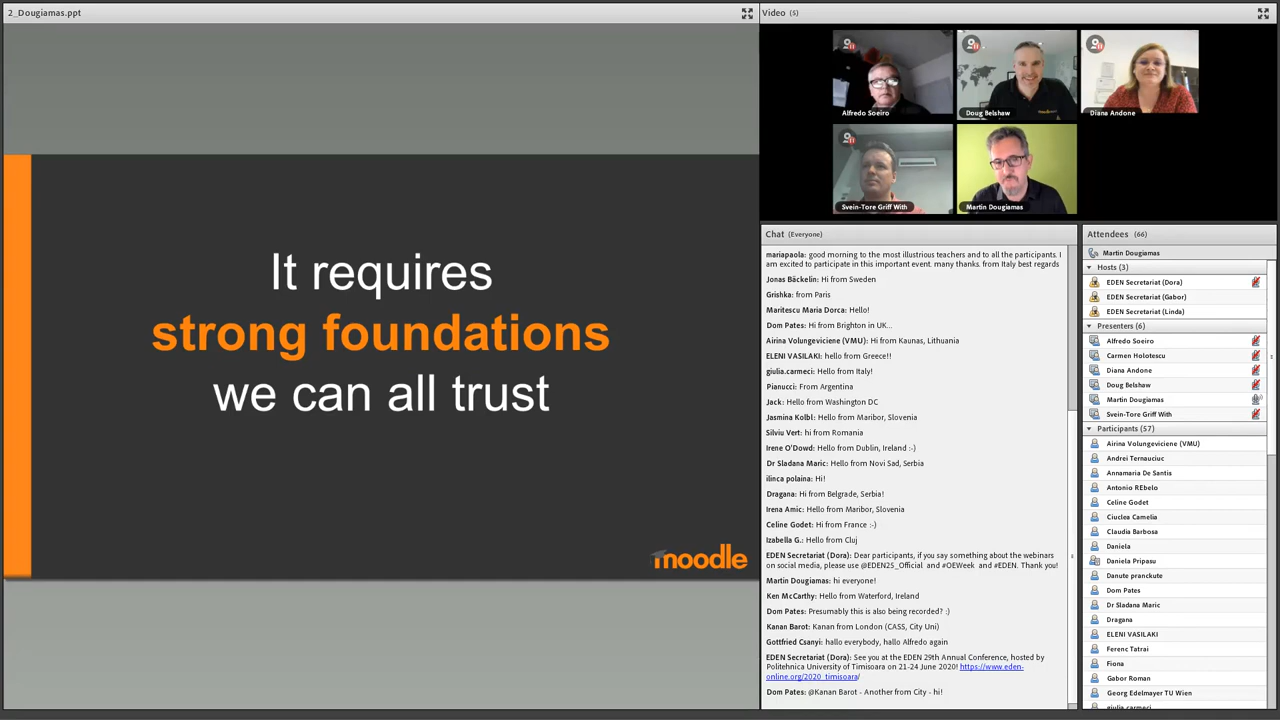 2_Dougiamas.ppt
It requires
strong foundations
we can all trust
moodle
Video (5)
Alfredo Soeiro
Doug Belshaw
Diana Andone
Svein-Tore Griff With
Martin Dougiamas
Chat (Everyone)
mariapaola: good morning to the most illustrious teachers and to all the participants. I
am excited to participate in this important event. many thanks. from Italy best regards
Jonas Bäckelin: Hi from Sweden
Grishka: from Paris
Maritescu Maria Dorca: Hello!
Dom Pates: Hi from Brighton in UK...
Airina Volungeviciene (VMU): Hi from Kaunas, Lithuania
ELENI VASILAKI: hello from Greece!!
giulia.carmeci: Hello from Italy!
Pianucci: From Argentina
Jack: Hello from Washington DC
Jasmina Kolbl: Hello from Maribor, Slovenia
Silviu Vert: hi from Romania
Irene O'Dowd: Hello from Dublin, Ireland :-)
Dr Sladana Maric: Hello from Novi Sad, Serbia
ilinca polaina: Hi!
Dragana: Hi from Belgrade, Serbia!
Irena Amic: Hello from Maribor, Slovenia
Celine Godet: Hi from France :-)
Izabella G.: Hello from Cluj
EDEN Secretariat (Dora): Dear participants, if you say something about the webinars
on social media, please use @EDEN25_Official and #OEWeek and #EDEN. Thank you!
Martin Dougiamas: hi everyone!
Ken McCarthy: Hello from Waterford, Ireland
Dom Pates: Presumably this is also being recorded? :)
Kanan Barot: Kanan from London (CASS, City Uni)
Gottfried Csanyi: hallo everybody, hallo Alfredo again
EDEN Secretariat (Dora): See you at the EDEN 29th Annual Conference, hosted by
Politehnica University of Timisoara on 21-24 June 2020! https://www.eden-
online.org/2020_timisoara/
Dom Pates: @Kanan Barot - Another from City - hi!
Attendees (66)
Martin Dougiamas
Hosts (3)
EDEN Secretariat (Dora)
EDEN Secretariat (Gabor)
EDEN Secretariat (Linda)
Presenters (6)
Alfredo Soeiro
Carmen Holotescu
Diana Andone
Doug Belshaw
Martin Dougiamas
Svein-Tore Griff With
Participants (57)
Airina Volungeviciene (VMU)
Andrei Ternauciuc
Annamaria De Santis
Antonio REbelo
Celine Godet
Ciuclea Camelia
Claudia Barbosa
Daniela
Daniela Pripasu
Danute pranckute
Dom Pates
Dr Sladana Maric
Dragana
ELENI VASILAKI
Ferenc Tatrai
Fiona
Gabor Roman
Georg Edelmayer TU Wien
giulia.carmeci